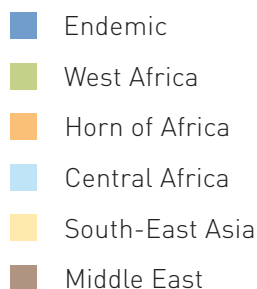 Endemic
West Africa
Horn of Africa
Central Africa
South-East Asia
Middle East